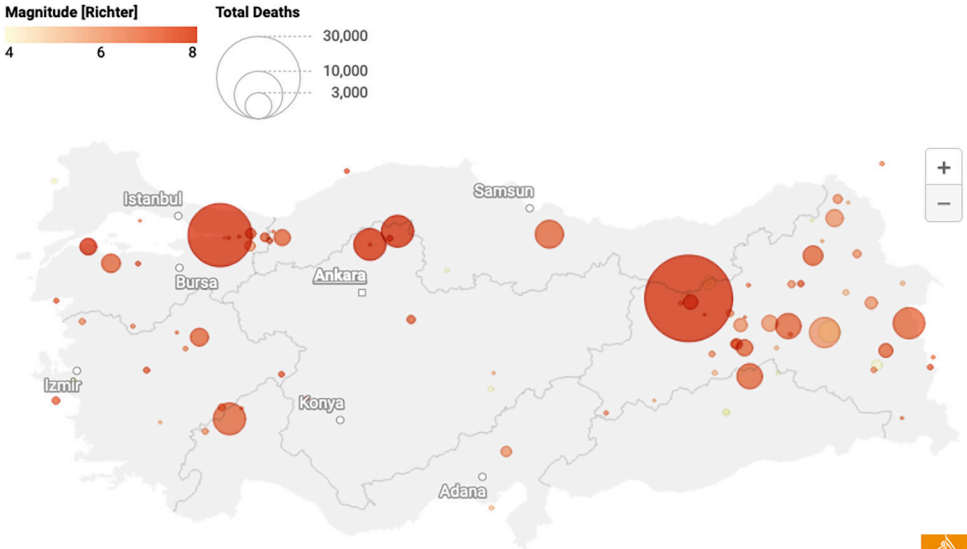 Magnitude [Richter]
4 6 8
Total Deaths
30,000
10,000
3,000
+
−
Istanbul
Samsun
Bursa
Ankara
Izmir
Konya
Adana